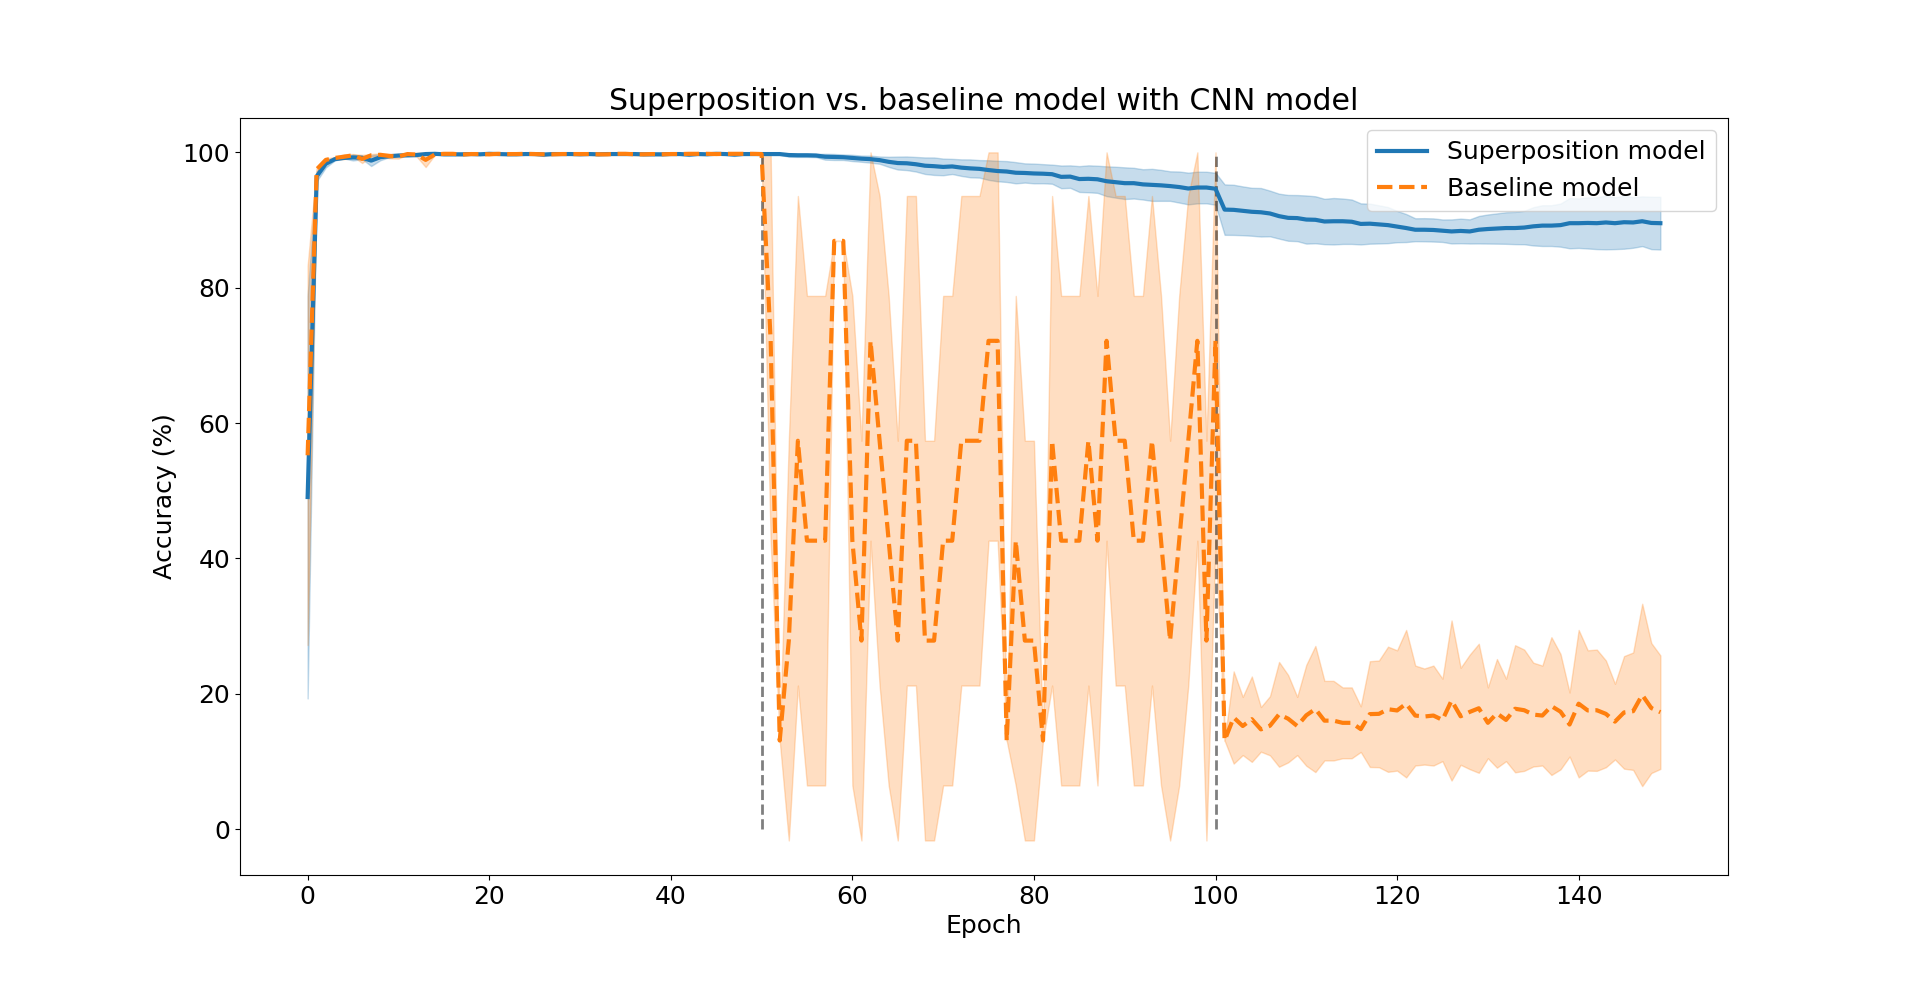 Superposition vs. baseline model with CNN model
Superposition model
Baseline model
Accuracy (%)
100
80
60
40
20
0
0 20 40 60 80 100 120 140
Epoch